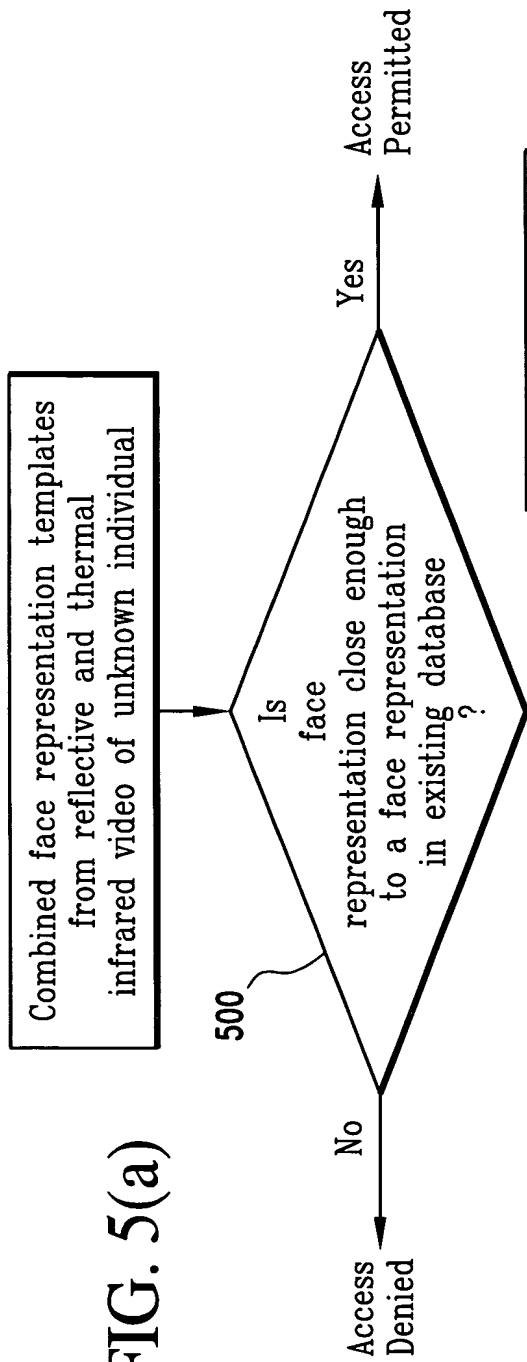 FIG. 5(a)
Combined face representation templates
from reflective and thermal
infrared video of unknown individual
500
Is
face
representation close enough
to a face representation
in existing database
?
No
Access
Denied
Yes
Access
Permitted